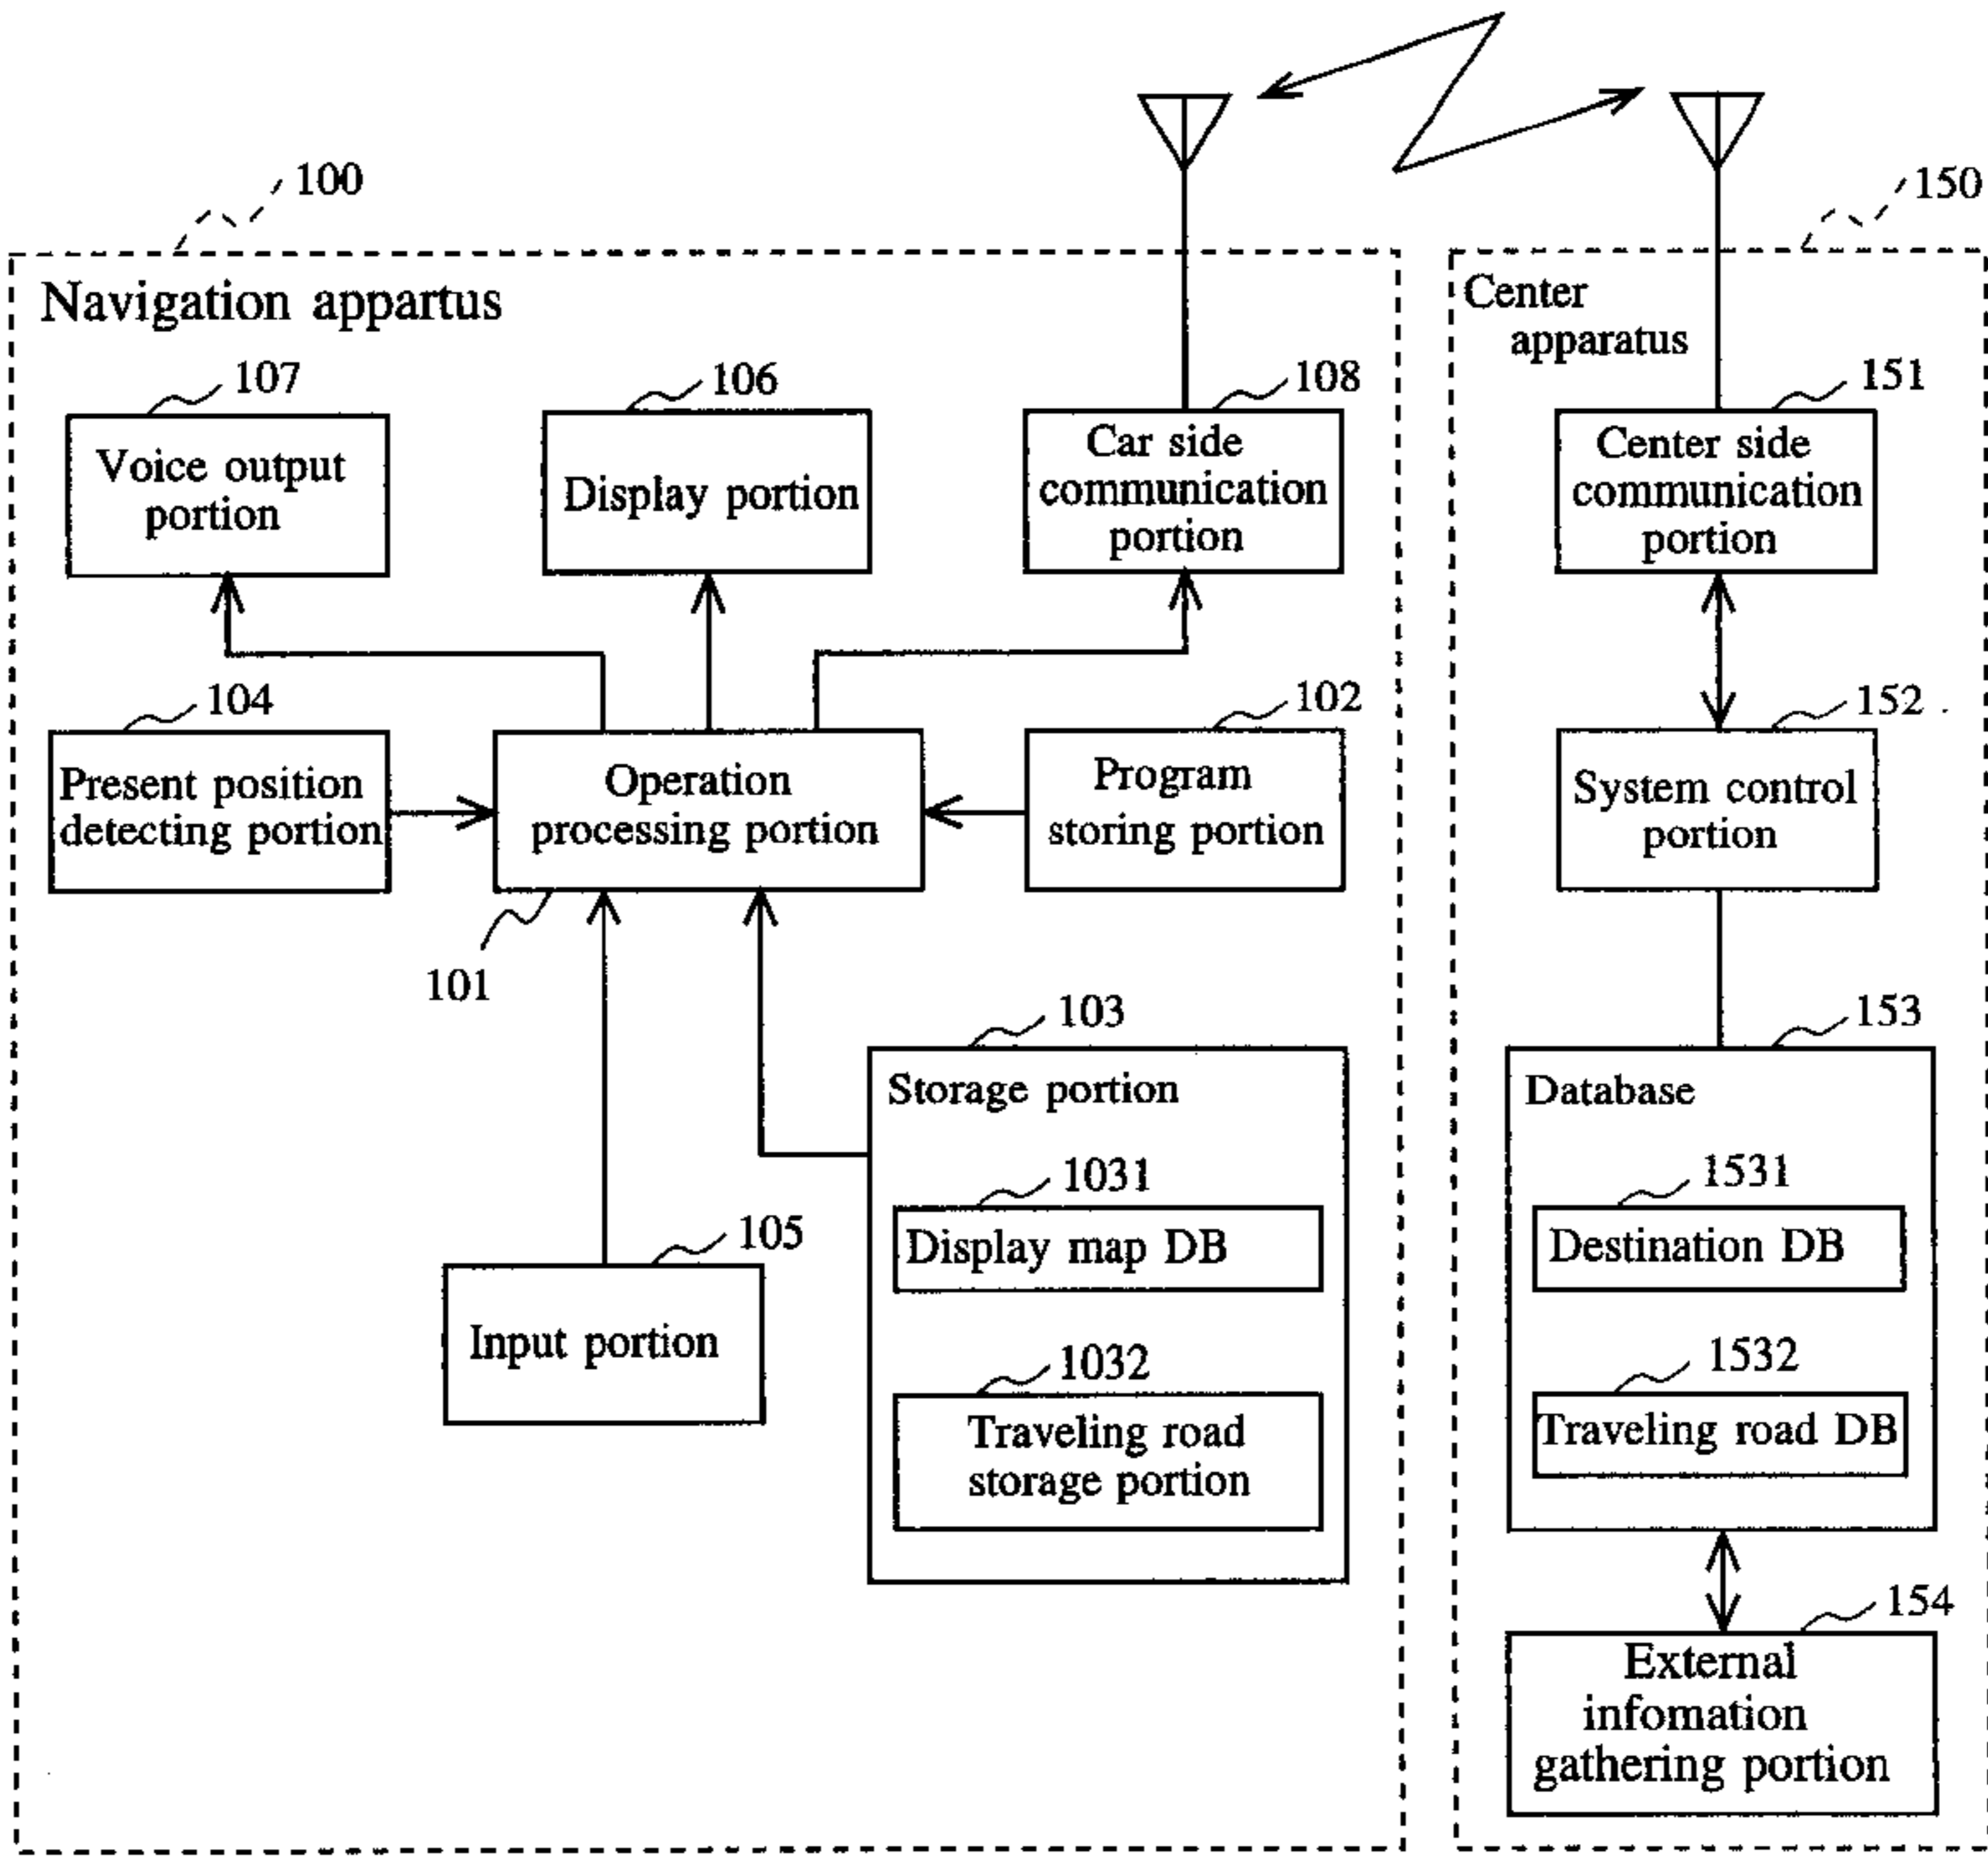 100
150
Navigation appartus
Center
apparatus
107
106
108
151
Voice output
portion
Display portion
Car side
communication
portion
Center side
communication
portion
104
102
152
Present position
detecting portion
Operation
processing portion
Program
storing portion
System control
portion
101
103
153
Storage portion
Database
1031
1531
Display map DB
Destination DB
105
Input portion
1032
1532
Traveling road
storage portion
Traveling road DB
154
External
infomation
gathering portion